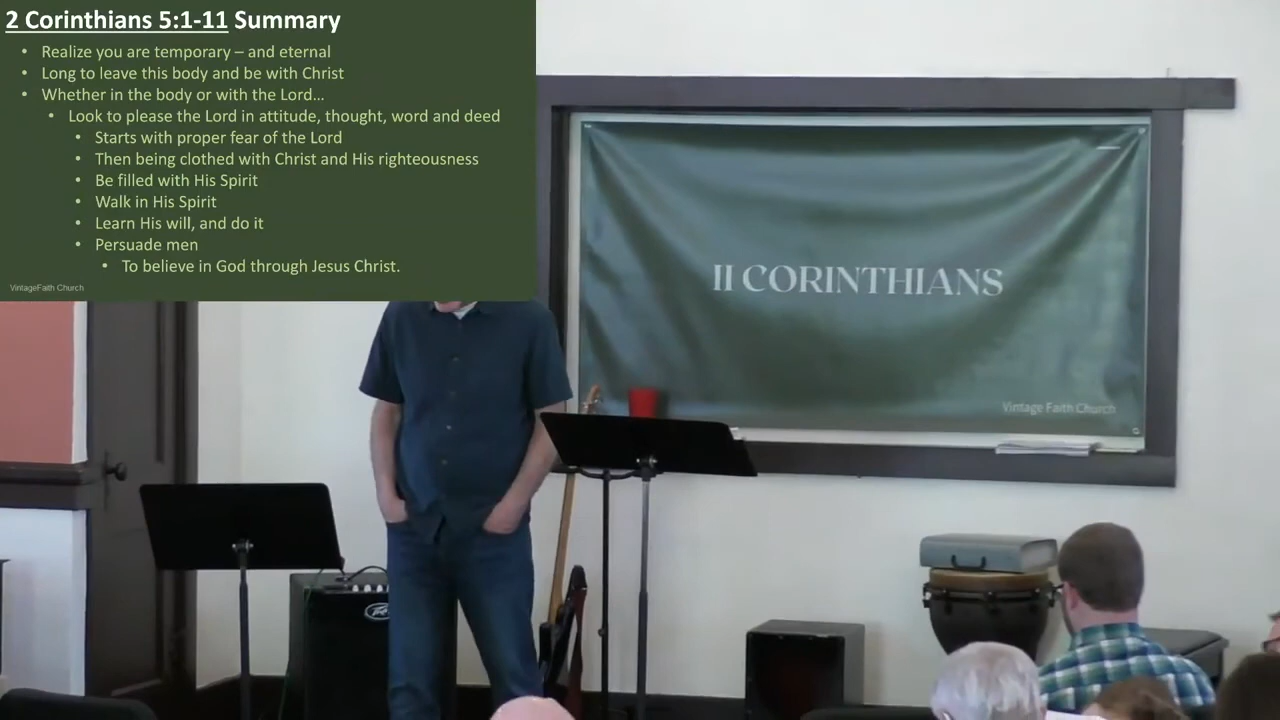 2 Corinthians 5:1-11 Summary
• Realize you are temporary – and eternal
• Long to leave this body and be with Christ
• Whether in the body or with the Lord…
• Look to please the Lord in attitude, thought, word and deed
• Starts with proper fear of the Lord
• Then being clothed with Christ and His righteousness
• Be filled with His Spirit
• Walk in His Spirit
• Learn His will, and do it
• Persuade men
• To believe in God through Jesus Christ.
VintageFaith Church
II CORINTHIANS
Vintage Faith Church